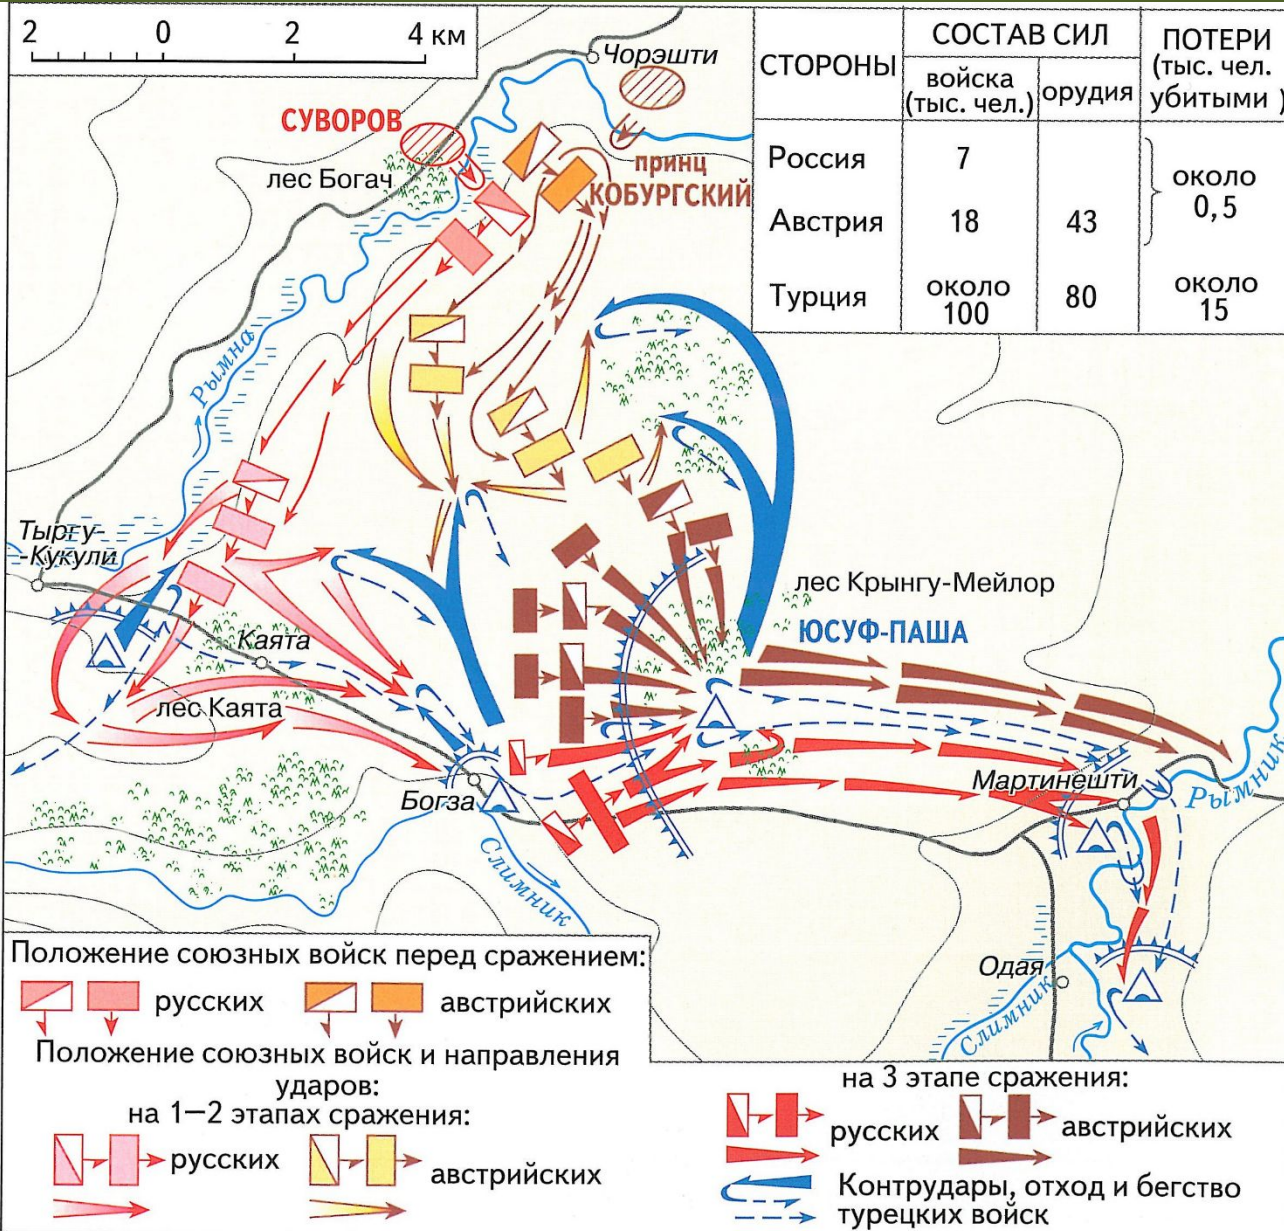 2 0 2 4 км
СТОРОНЫ
СОСТАВ СИЛ
войска
(тыс. чел.)
орудия
ПОТЕРИ
(тыс. чел.
убитыми )
Россия 7
Австрия 18 43
около
0,5
Турция около
100 80 около
15
Чорэшти
СУВОРОВ
лес Богач
принц
КОБУРГСКИЙ
Рымна
Тыргу-
-Кукули
Каята
лес Каята
лес Крынгу-Мейлор
ЮСУФ-ПАША
Богза
Слимник
Мартинешти
Рымник
Одая
Слимник
Положение союзных войск перед сражением:
русских австрийских
Положение союзных войск и направления
ударов:
на 1–2 этапах сражения:
русских австрийских
на 3 этапе сражения:
русских австрийских
Контрудары, отход и бегство
турецких войск